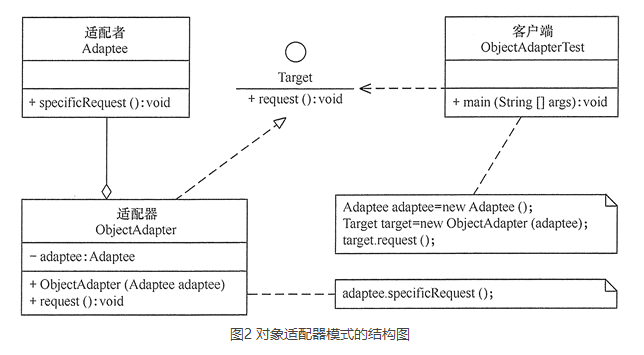 适配者
Adaptee
+ specificRequest():void
Target
+ request():void
客户端
ObjectAdapterTest
+ main (String [] args):void
适配器
ObjectAdapter
- adaptee:Adaptee
+ ObjectAdapter (Adaptee adaptee)
+ request():void
Adaptee adaptee=new Adaptee ();
Target target=new ObjectAdapter (adaptee);
target.request ();
adaptee.specificRequest ();
图2 对象适配器模式的结构图